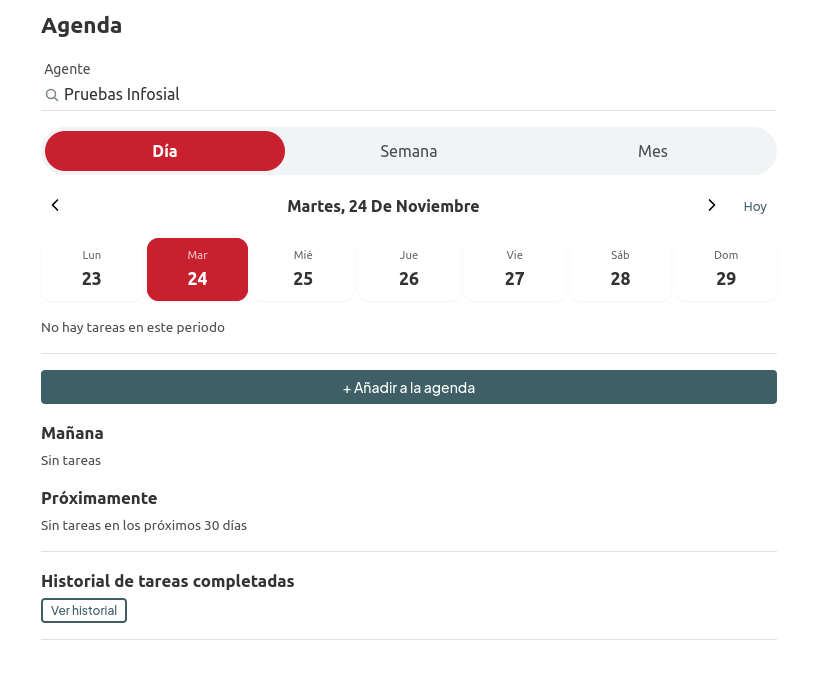 Agenda
Agente
Pruebas Infosial
Día Semana Mes
Martes, 24 De Noviembre Hoy
Lun Mar Mié Jue Vie Sáb Dom
23 24 25 26 27 28 29
No hay tareas en este periodo
+ Añadir a la agenda
Mañana
Sin tareas
Próximamente
Sin tareas en los próximos 30 días
Historial de tareas completadas
Ver historial